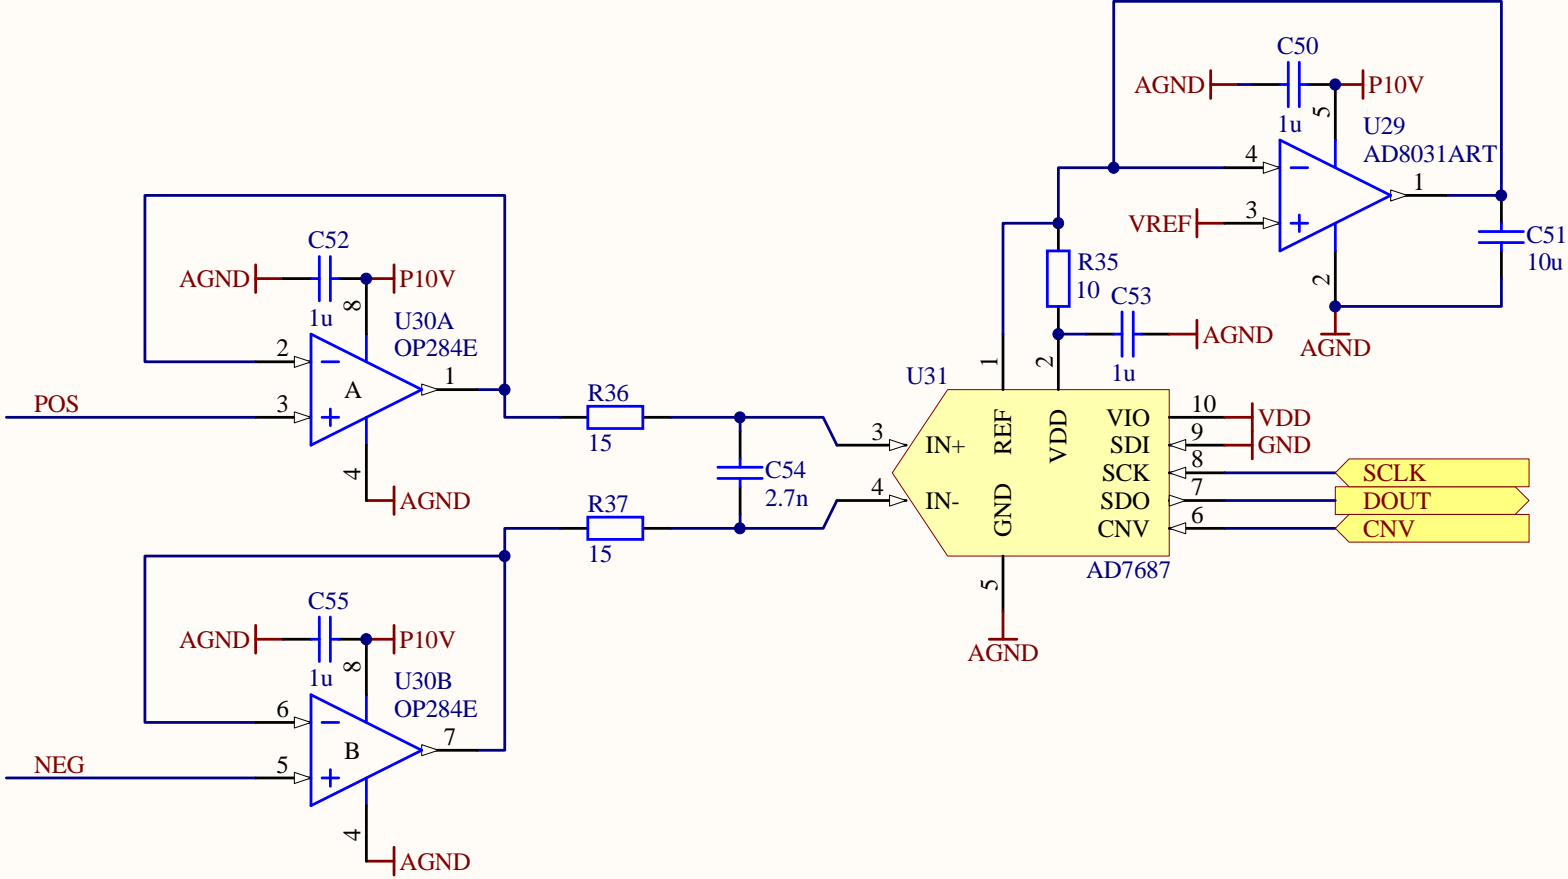 C50
AGND
P10V
1u
5
U29
AD8031ART
4
1
VREF
3
2
C51
10u
AGND
R35
10
C53
AGND
1u
1
2
C52
AGND
P10V
1u
8
U30A
OP284E
2
A
1
POS
3
4
AGND
R36
15
C54
2.7n
R37
15
U31
3
IN+
4
IN-
REF
VDD
GND
VIO
10
VDD
SDI
9
GND
SCK
8
SCLK
SDO
7
DOUT
CNV
6
CNV
AD7687
5
AGND
C55
AGND
P10V
1u
8
U30B
OP284E
6
B
7
NEG
5
4
AGND